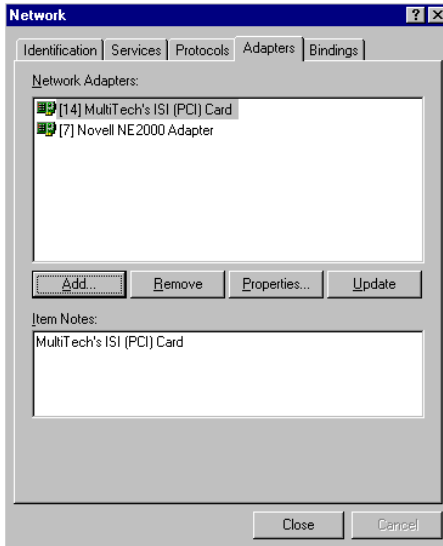 Network
Identification Services Protocols Adapters Bindings
Network Adapters:
[14] MultiTech's ISI (PCI) Card
[7] Novell NE2000 Adapter
Add... Remove Properties... Update
Item Notes:
MultiTech's ISI (PCI) Card
Close Cancel